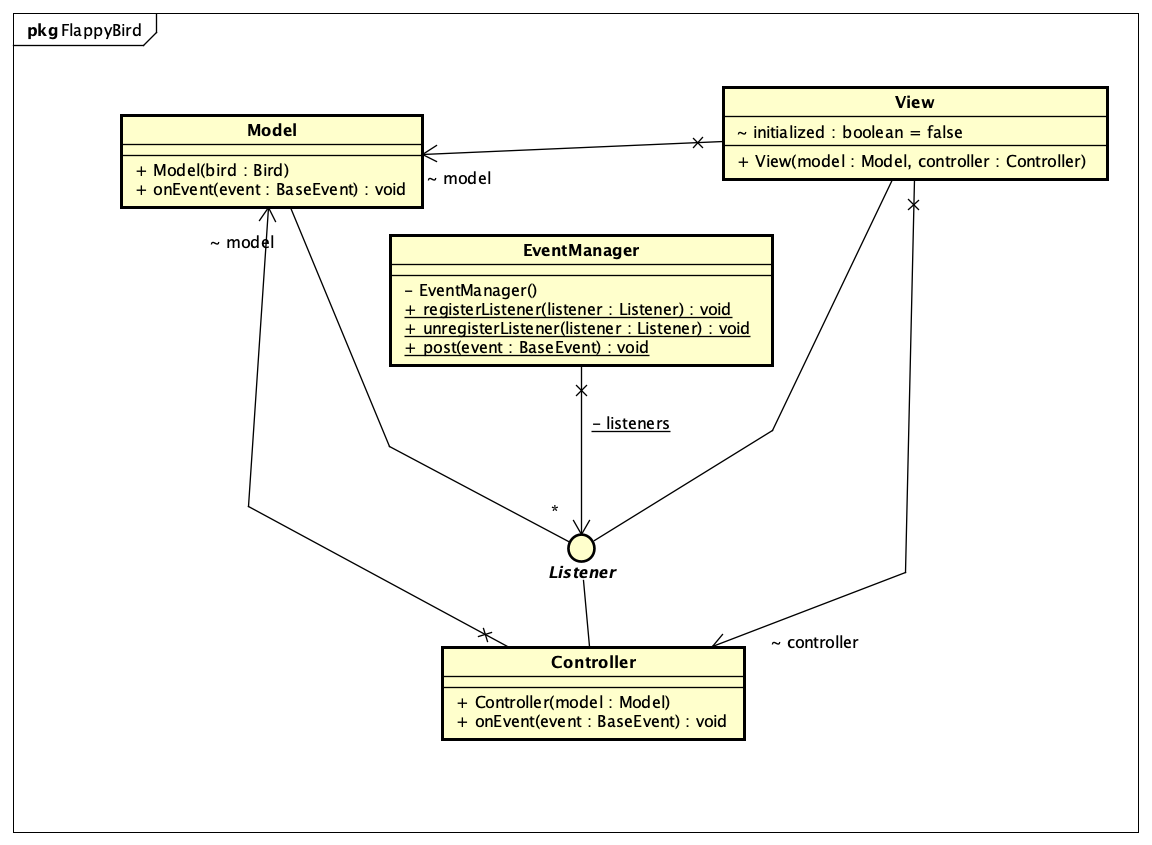 pkg FlappyBird
Model
+ Model(bird : Bird)
+ onEvent(event : BaseEvent) : void
View
~ initialized : boolean = false
+ View(model : Model, controller : Controller)
~ model
~ model
EventManager
- EventManager()
+ registerListener(listener : Listener) : void
+ unregisterListener(listener : Listener) : void
+ post(event : BaseEvent) : void
- listeners
*
Listener
~ controller
Controller
+ Controller(model : Model)
+ onEvent(event : BaseEvent) : void